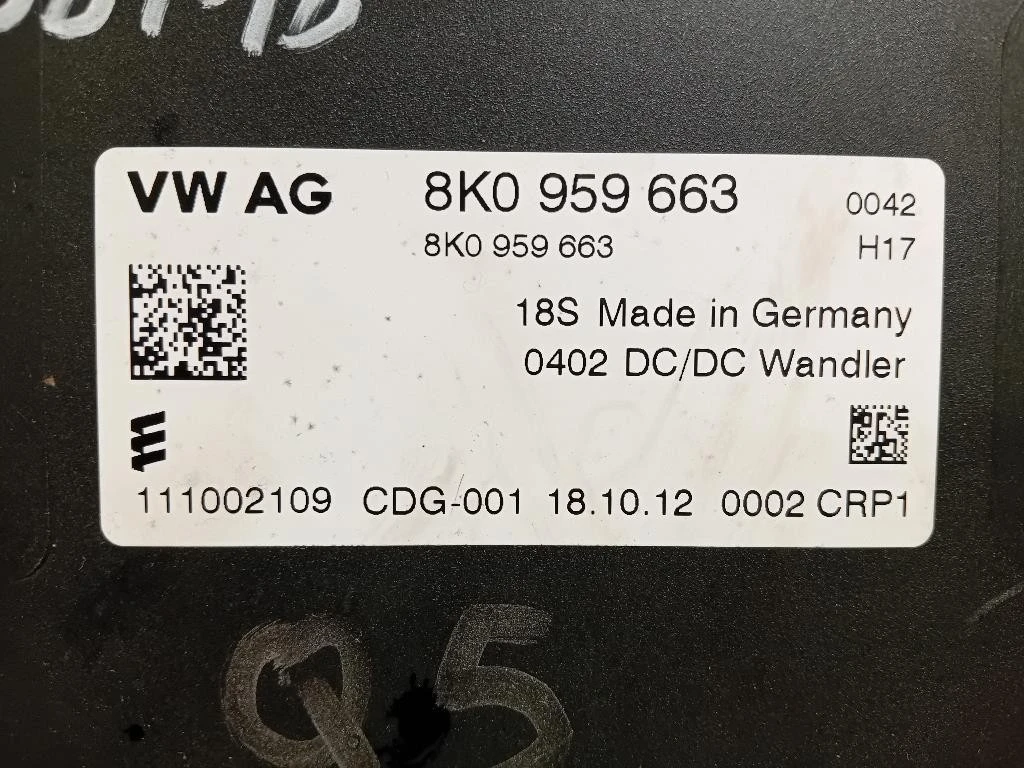 VW AG 8K0 959 663 0042
8K0 959 663 H17
18S Made in Germany
0402 DC/DC Wandler
111002109 CDG-001 18.10.12 0002 CRP1
Q5